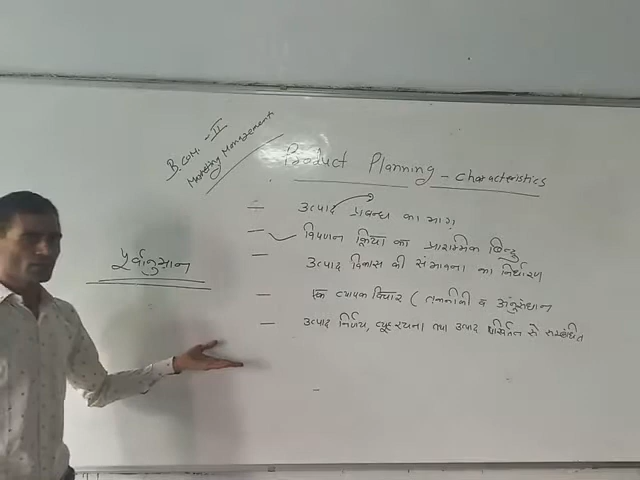 B.COM. - II
Marketing Management
Product Planning - characteristics
— उत्पाद प्रबन्ध का भाग
— विपणन क्रिया का प्रारम्भिक बिन्दु
— उत्पाद विकास की संभावना का निर्धारण
— एक व्यापक विचार ( तकनीकी व अनुसंधान
— उत्पाद निर्णय, व्यूहरचना तथा उत्पाद परिवर्तन से सम्बंधित
पूर्वानुमान